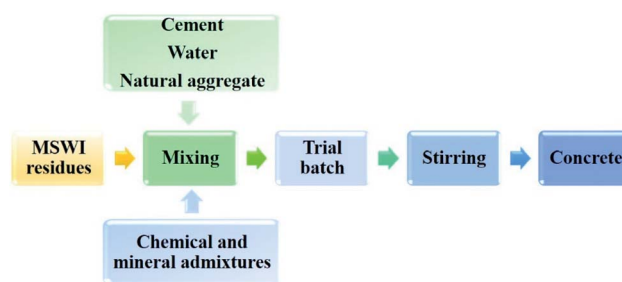 Cement
Water
Natural aggregate
MSWI
residues
Mixing
Trial
batch
Stirring
Concrete
Chemical and
mineral admixtures